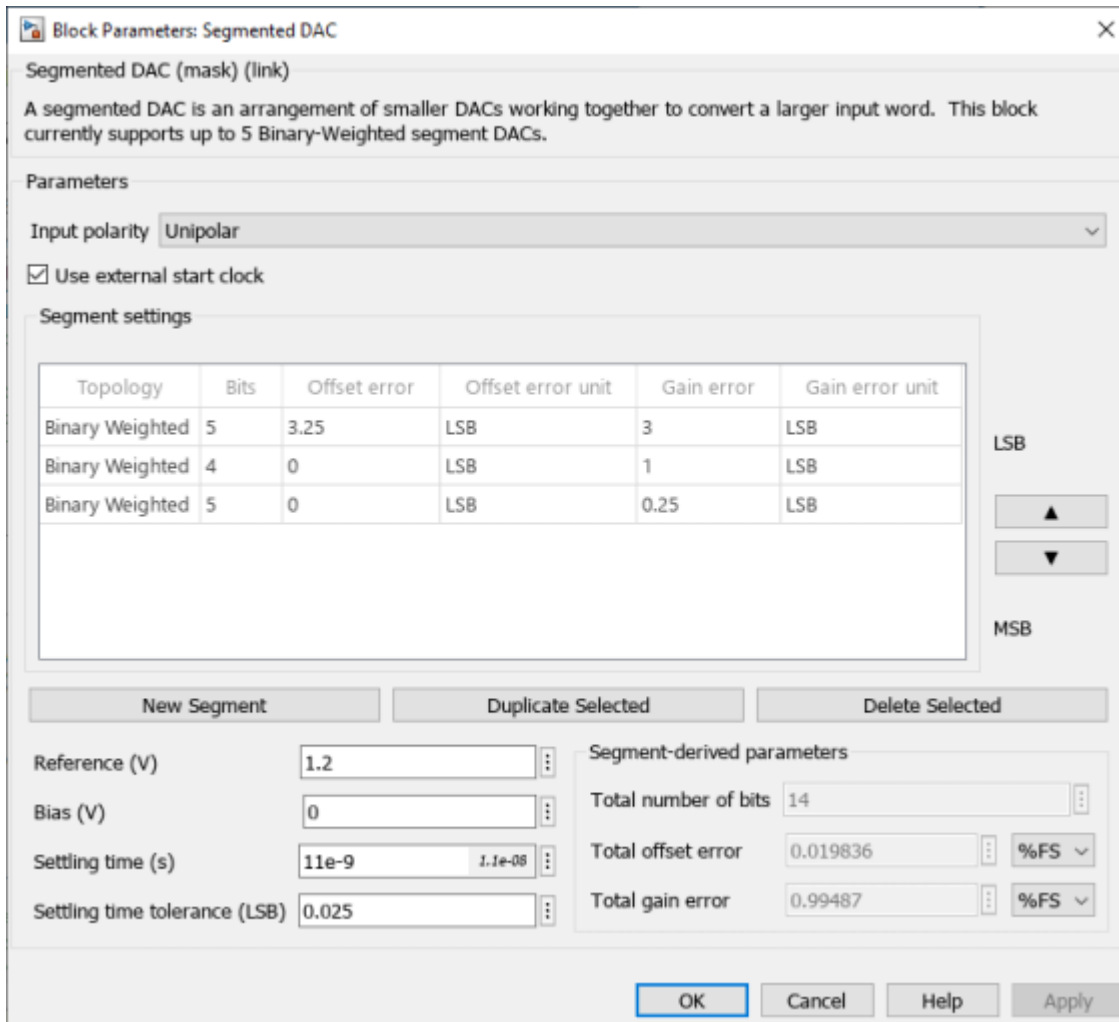 Block Parameters: Segmented DAC
Segmented DAC (mask) (link)
A segmented DAC is an arrangement of smaller DACs working together to convert a larger input word.  This block
currently supports up to 5 Binary-Weighted segment DACs.
Parameters
Input polarity Unipolar
Use external start clock
Segment settings
Topology Bits Offset error Offset error unit Gain error Gain error unit
Binary Weighted 5 3.25 LSB 3 LSB
Binary Weighted 4 0 LSB 1 LSB
Binary Weighted 5 0 LSB 0.25 LSB
LSB
MSB
New Segment Duplicate Selected Delete Selected
Reference (V) 1.2
Bias (V) 0
Settling time (s) 11e-9 1.1e-08
Settling time tolerance (LSB) 0.025
Segment-derived parameters
Total number of bits 14
Total offset error 0.019836 %FS
Total gain error 0.99487 %FS
OK Cancel Help Apply